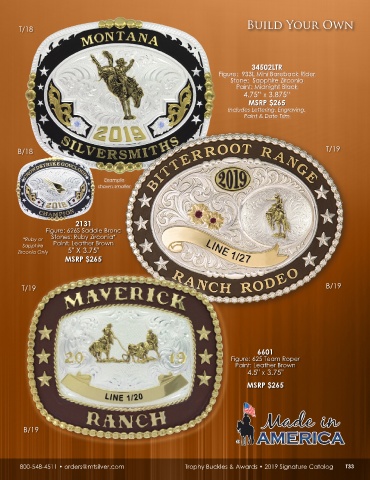 T/18
BUILD YOUR OWN
MONTANA
34502LTR
Figure: 933L Mini Bareback Rider
Stone: Sapphire Zirconia
Paint: Midnight Black
4.75" x 3.875"
MSRP $265
Includes Lettering, Engraving,
Paint & Date Trim
2019
SILVERSMITHS
B/18
T/19
Example
shown smaller
CHAMPION
BITTERROOT RANGE
2019
2131
Figure: 626S Saddle Bronc
Stones: Ruby Zirconia*
Paint: Leather Brown
5" X 3.75"
MSRP $265
*Ruby or
Sapphire
Zirconia Only
LINE 1/27
RANCH RODEO
T/19
B/19
MAVERICK
2019
LINE 1/20
RANCH
B/19
6601
Figure: 625 Team Roper
Paint: Leather Brown
4.5" x 3.75"
MSRP $265
Made in
AMERICA
800-548-4511 • orders@mtsilver.com
Trophy Buckles & Awards • 2019 Signature Catalog T33